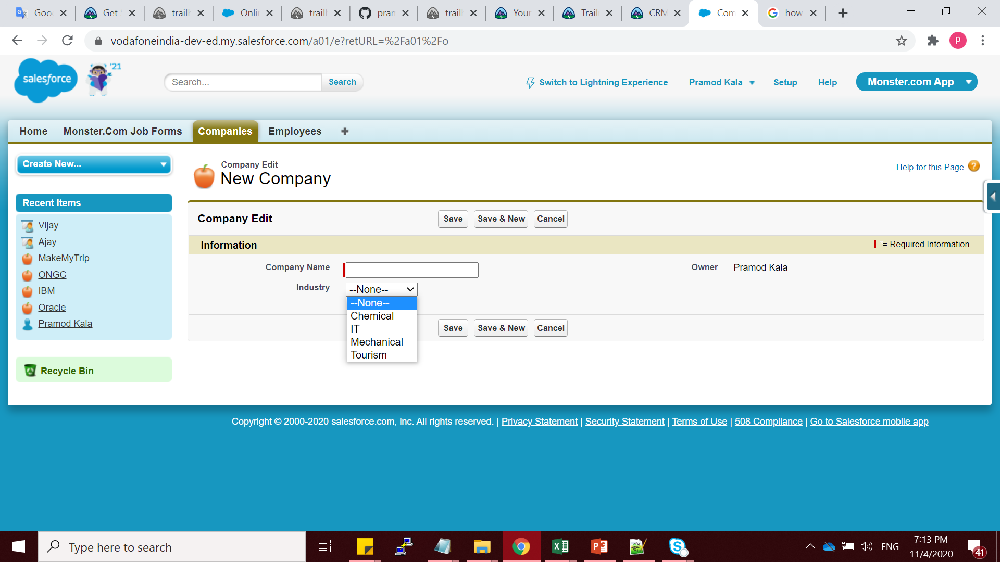 Goo
Get S
trailh
Onlin
trailh
pram
trailh
Your
Trail
CRM
Com
how
vodafoneindia-dev-ed.my.salesforce.com/a01/e?retURL=%2Fa01%2Fo
p
salesforce
'21
Search...
Search
Switch to Lightning Experience
Pramod Kala
Setup
Help
Monster.com App
Home
Monster.Com Job Forms
Companies
Employees
Create New...
Company Edit
New Company
Help for this Page
?
Recent Items
Vijay
Ajay
MakeMyTrip
ONGC
IBM
Oracle
Pramod Kala
Recycle Bin
Company Edit
Save
Save & New
Cancel
Information
= Required Information
Company Name
Owner
Pramod Kala
Industry
--None--
--None--
Chemical
IT
Mechanical
Tourism
Save
Save & New
Cancel
Copyright © 2000-2020 salesforce.com, inc. All rights reserved. | Privacy Statement | Security Statement | Terms of Use | 508 Compliance | Go to Salesforce mobile app
Type here to search
ENG
7:13 PM
11/4/2020
41